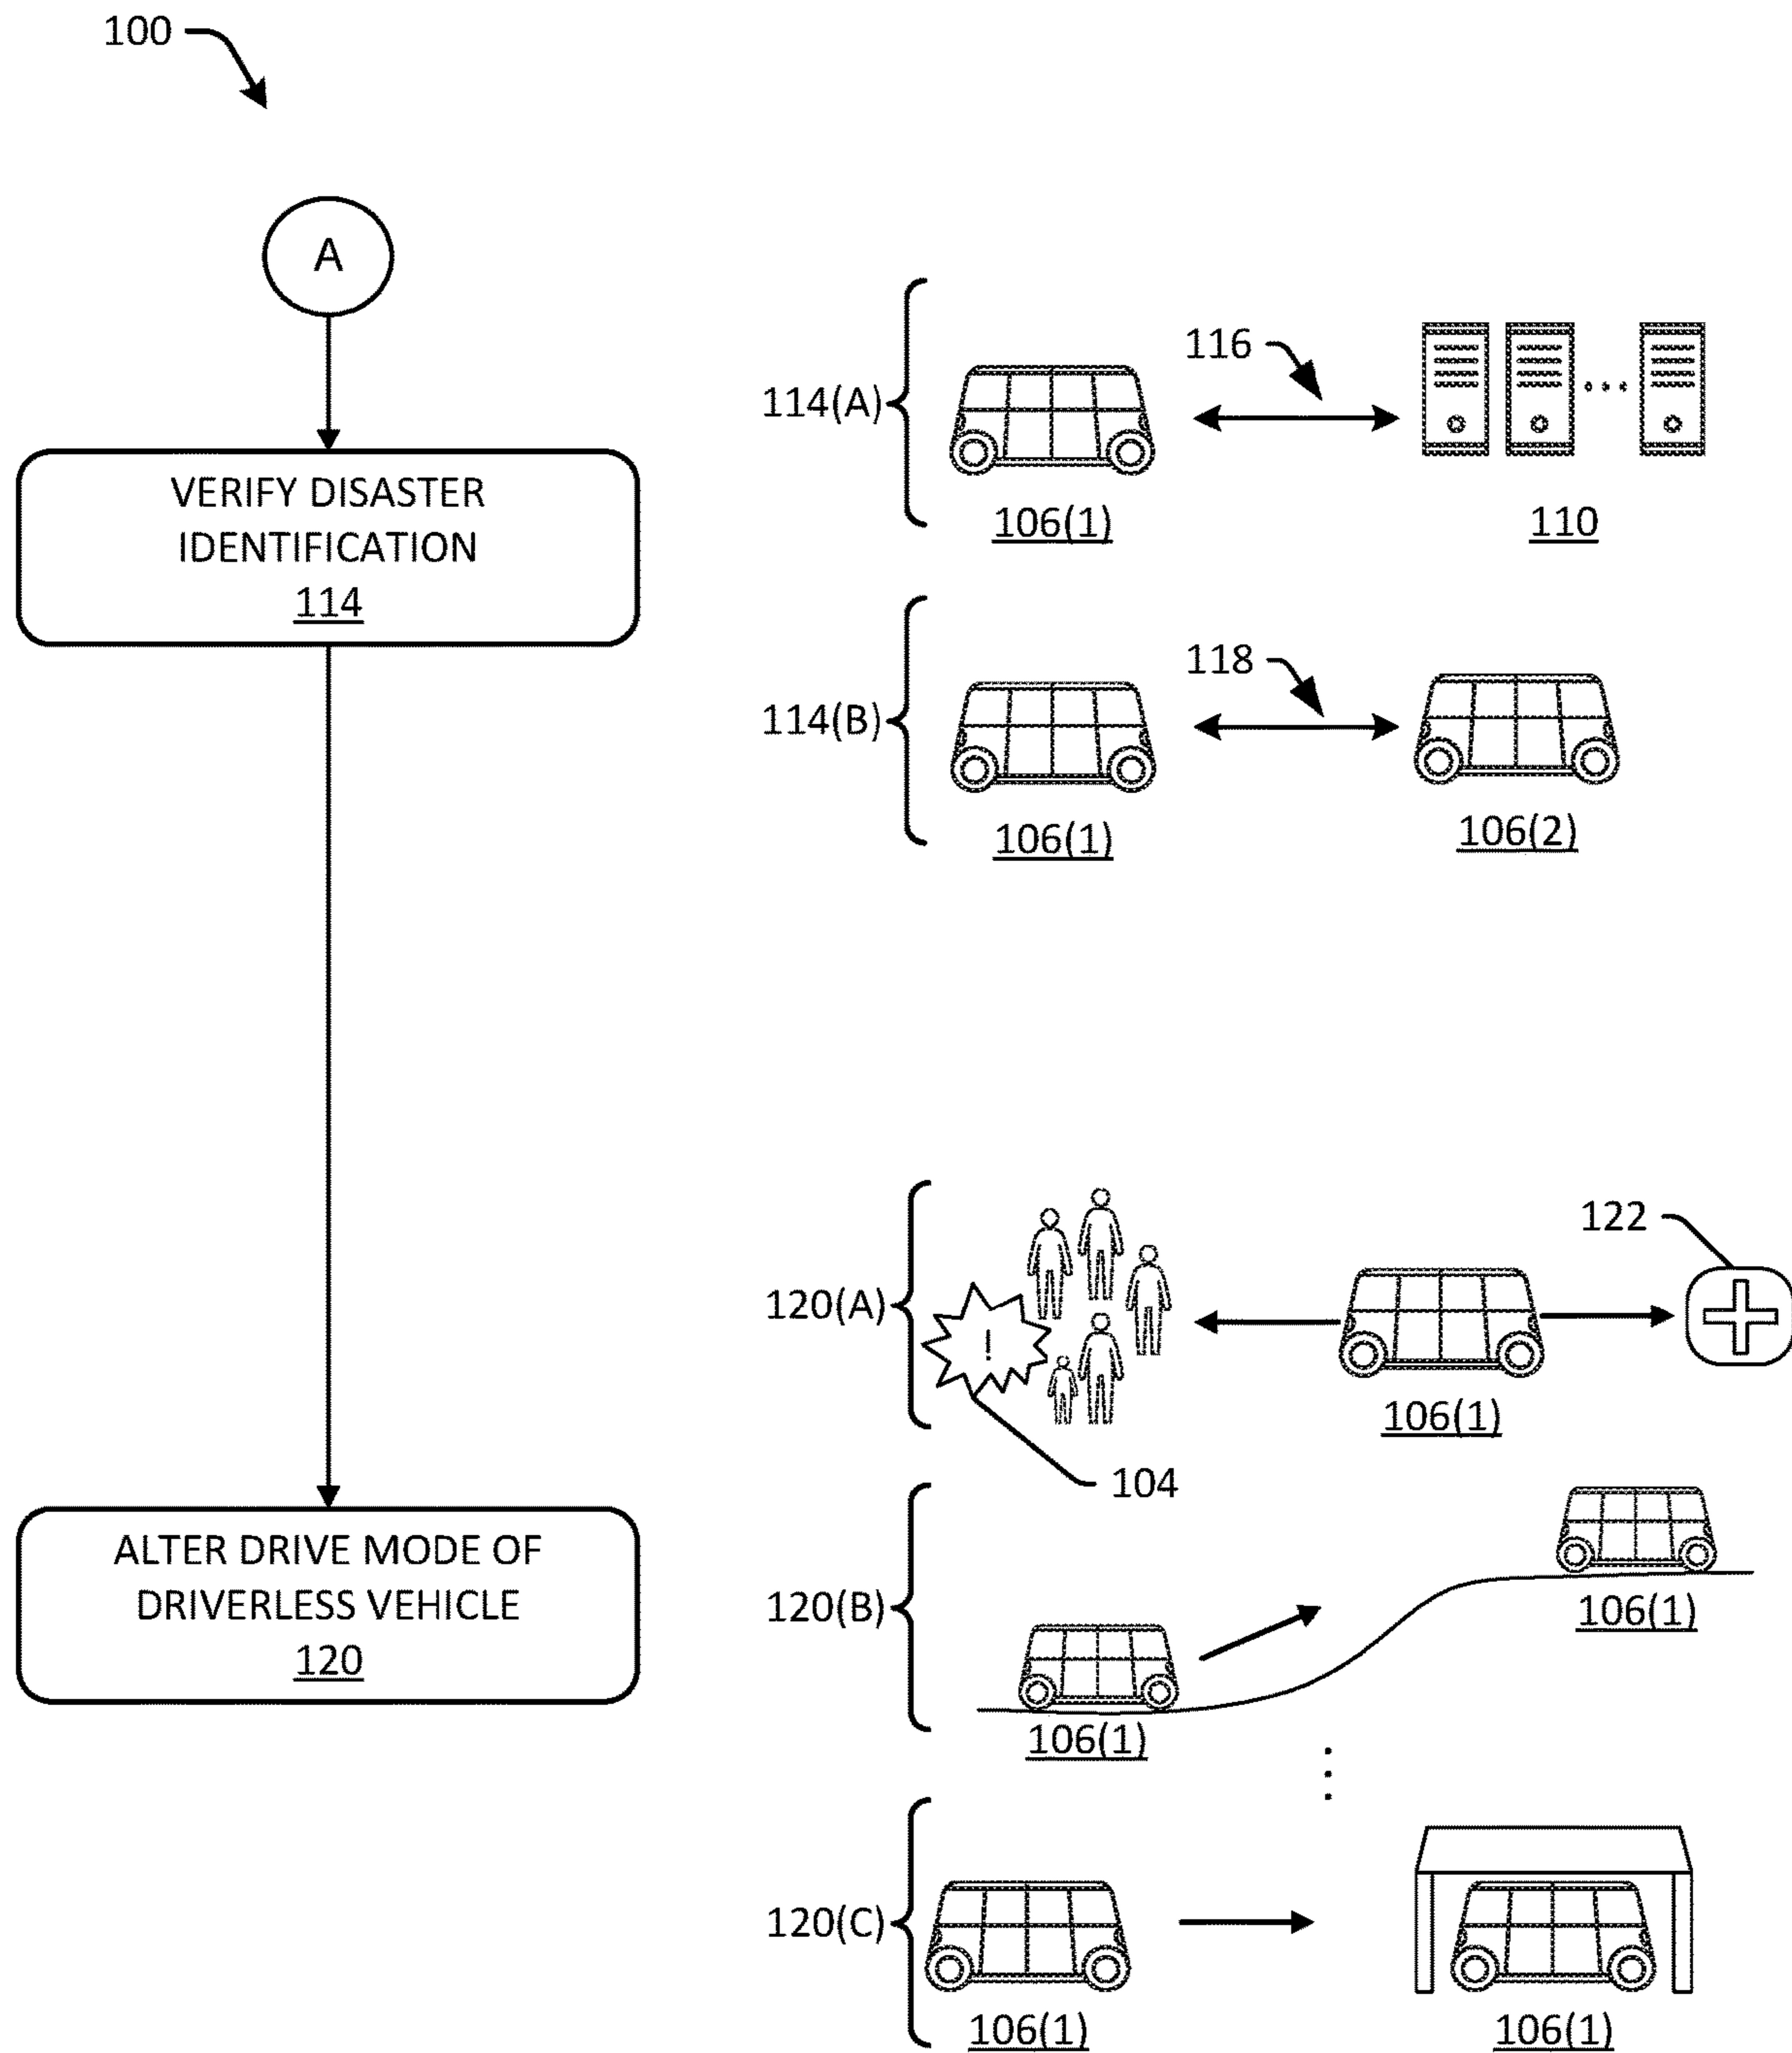 100
A
VERIFY DISASTER
IDENTIFICATION
114
114(A)
116
106(1)
110
114(B)
118
106(1)
106(2)
120(A)
!
122
106(1)
104
ALTER DRIVE MODE OF
DRIVERLESS VEHICLE
120
120(B)
106(1)
106(1)
120(C)
106(1)
106(1)